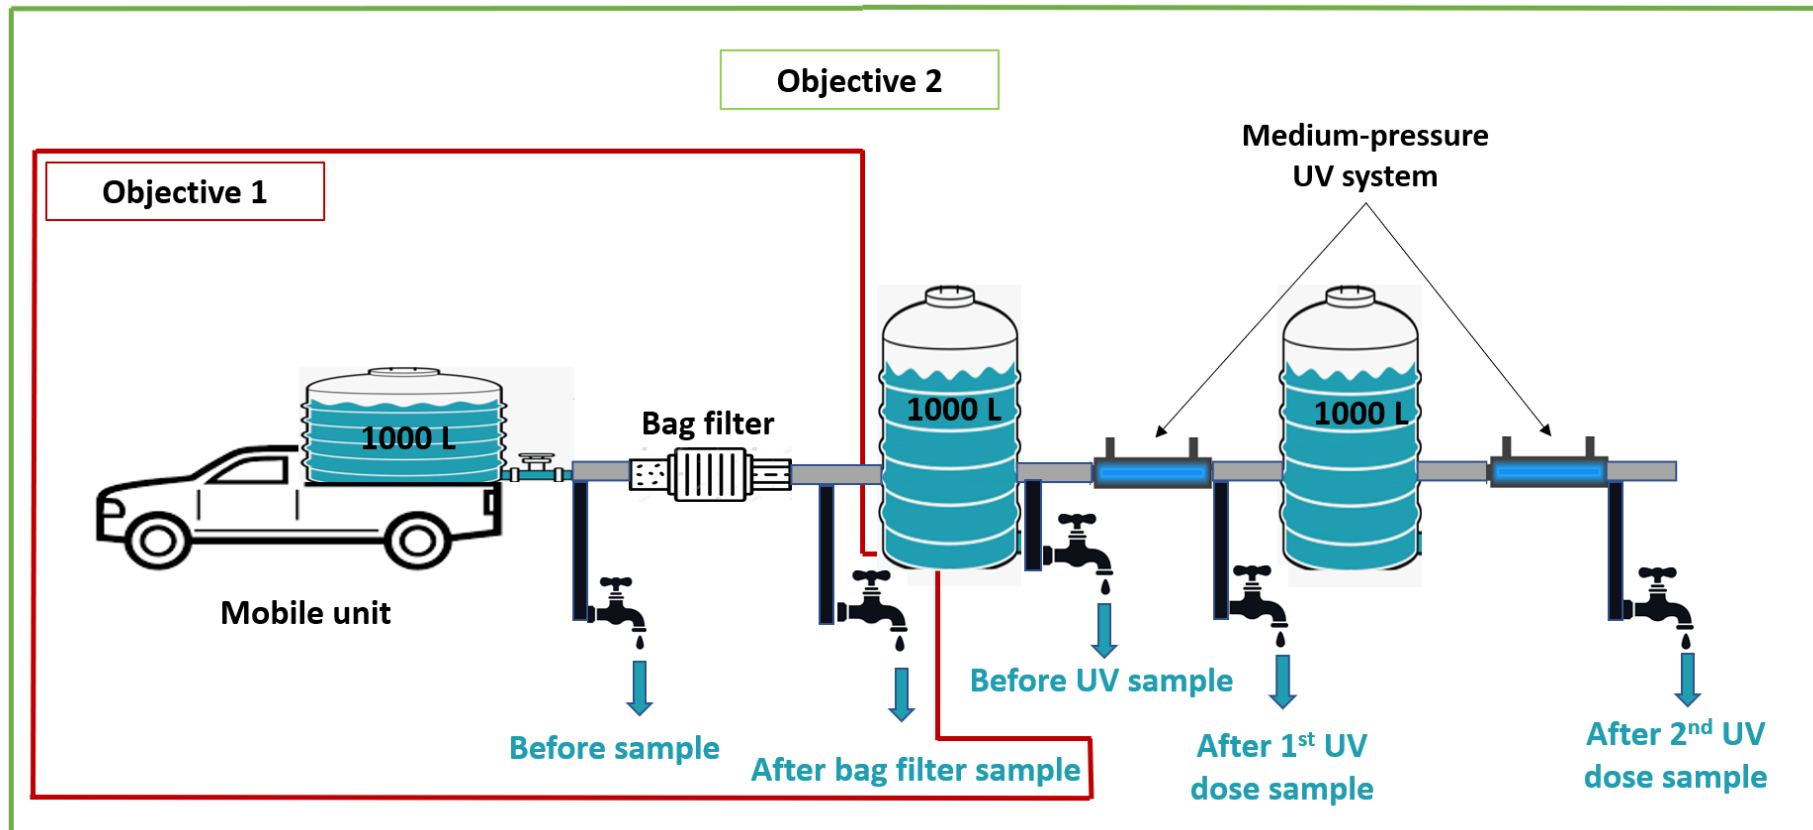 Objective 2
Objective 1
Medium-pressure
UV system
1000 L
1000 L
1000 L
Bag filter
Mobile unit
Before sample
After bag filter sample
Before UV sample
After 1st UV
dose sample
After 2nd UV
dose sample